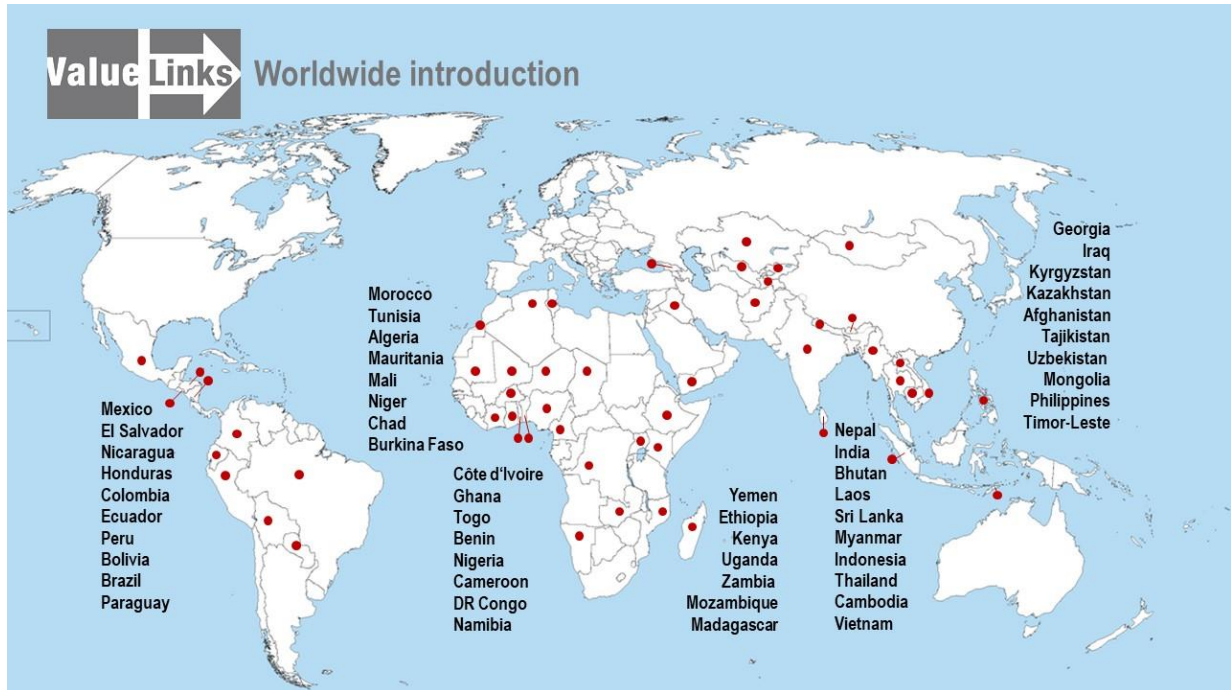 Value Links Worldwide introduction
Mexico
El Salvador
Nicaragua
Honduras
Colombia
Ecuador
Peru
Bolivia
Brazil
Paraguay
Morocco
Tunisia
Algeria
Mauritania
Mali
Niger
Chad
Burkina Faso
Côte d‘Ivoire
Ghana
Togo
Benin
Nigeria
Cameroon
DR Congo
Namibia
Yemen
Ethiopia
Kenya
Uganda
Zambia
Mozambique
Madagascar
Nepal
India
Bhutan
Laos
Sri Lanka
Myanmar
Indonesia
Thailand
Cambodia
Vietnam
Georgia
Iraq
Kyrgyzstan
Kazakhstan
Afghanistan
Tajikistan
Uzbekistan
Mongolia
Philippines
Timor-Leste